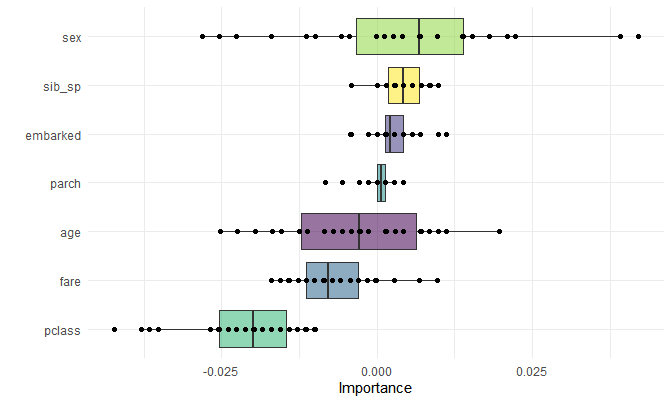 sex
sib_sp
embarked
parch
age
fare
pclass
-0.025 0.000 0.025
Importance